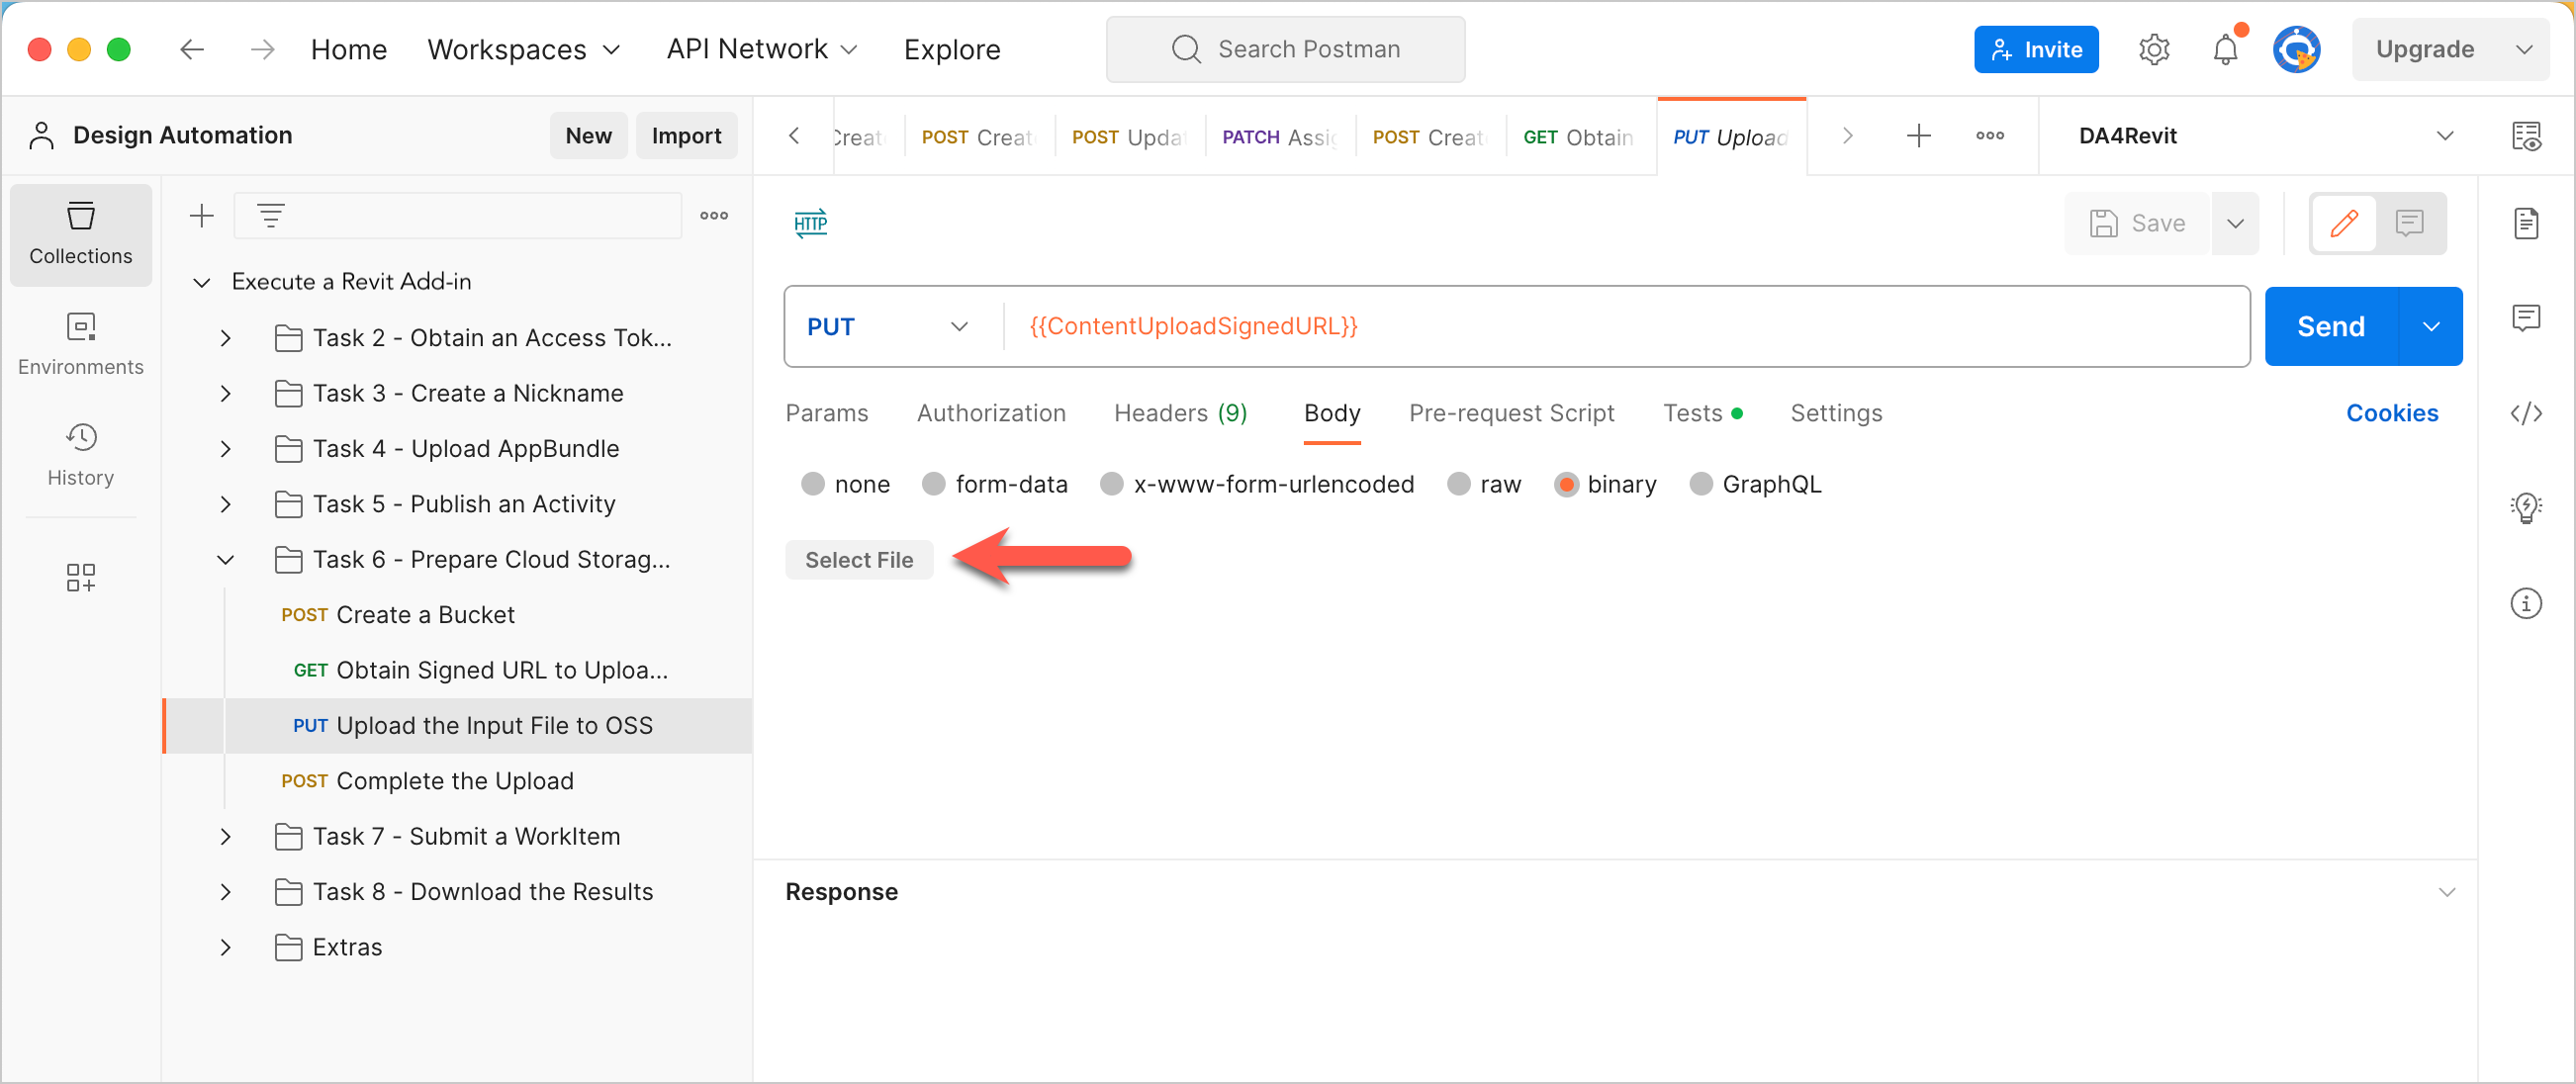 Home Workspaces API Network Explore Search Postman Invite Upgrade
Design Automation New Import
POST Creat POST Upda PATCH Assig POST Creat GET Obtain PUT Upload DA4Revit
Collections
Environments
History
Execute a Revit Add-in
Task 2 - Obtain an Access Tok...
Task 3 - Create a Nickname
Task 4 - Upload AppBundle
Task 5 - Publish an Activity
Task 6 - Prepare Cloud Storag...
POST Create a Bucket
GET Obtain Signed URL to Uploa...
PUT Upload the Input File to OSS
POST Complete the Upload
Task 7 - Submit a WorkItem
Task 8 - Download the Results
Extras
HTTP Save
PUT {{ContentUploadSignedURL}} Send
Params Authorization Headers (9) Body Pre-request Script Tests Settings Cookies
none form-data x-www-form-urlencoded raw binary GraphQL
Select File
Response